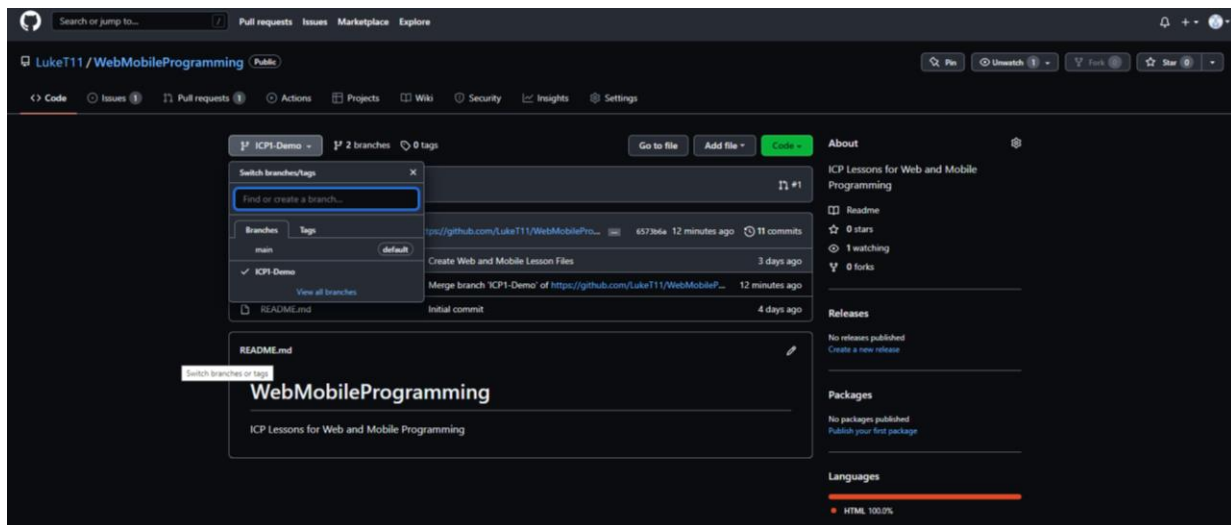 Search or jump to... /
Pull requests Issues Marketplace Explore
LukeT11 / WebMobileProgramming Public
Pin Unwatch 1 Fork 0 Star 0
<> Code Issues 1 Pull requests 1 Actions Projects Wiki Security Insights Settings
ICP1-Demo 2 branches 0 tags Go to file Add file Code
Switch branches/tags
#1
Find or create a branch...
Branches Tags
tps://github.com/LukeT11/WebMobilePro... 6573b6a 12 minutes ago 11 commits
main default
Create Web and Mobile Lesson Files 3 days ago
ICP1-Demo
Merge branch 'ICP1-Demo' of https://github.com/LukeT11/WebMobileP... 12 minutes ago
View all branches
README.md Initial commit 4 days ago
README.md
Switch branches or tags
WebMobileProgramming
ICP Lessons for Web and Mobile Programming
About
ICP Lessons for Web and Mobile
Programming
Readme
0 stars
1 watching
0 forks
Releases
No releases published
Create a new release
Packages
No packages published
Publish your first package
Languages
HTML 100.0%